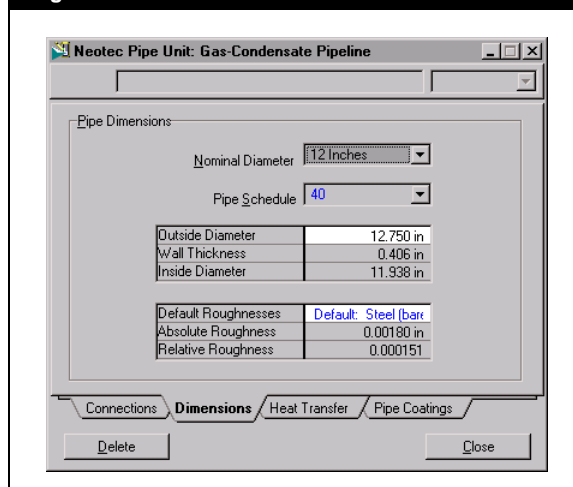 Neotec Pipe Unit: Gas-Condensate Pipeline
Pipe Dimensions
Nominal Diameter 12 Inches
Pipe Schedule 40
Outside Diameter 12.750 in
Wall Thickness 0.406 in
Inside Diameter 11.938 in
Default Roughnesses Default: Steel (bare
Absolute Roughness 0.00180 in
Relative Roughness 0.000151
Connections Dimensions Heat Transfer Pipe Coatings
Delete Close